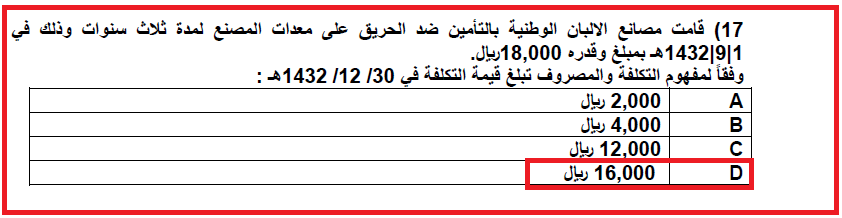 17) قامت مصانع الالبان الوطنية بالتأمين ضد الحريق على معدات المصنع لمدة ثلاث سنوات وذلك في
1|9|1432هـ بمبلغ وقدره 18,000ريال.
وفقاً لمفهوم التكلفة والمصروف تبلغ قيمة التكلفة في 30/ 12/ 1432هـ :
A 2,000 ريال
B 4,000 ريال
C 12,000 ريال
D 16,000 ريال